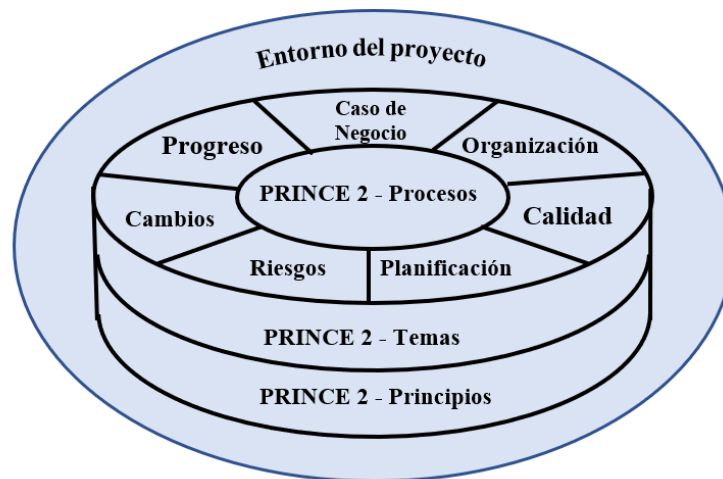 Entorno del proyecto
Caso de
Negocio
Progreso
Organización
PRINCE 2 - Procesos
Cambios
Calidad
Riesgos
Planificación
PRINCE 2 - Temas
PRINCE 2 - Principios